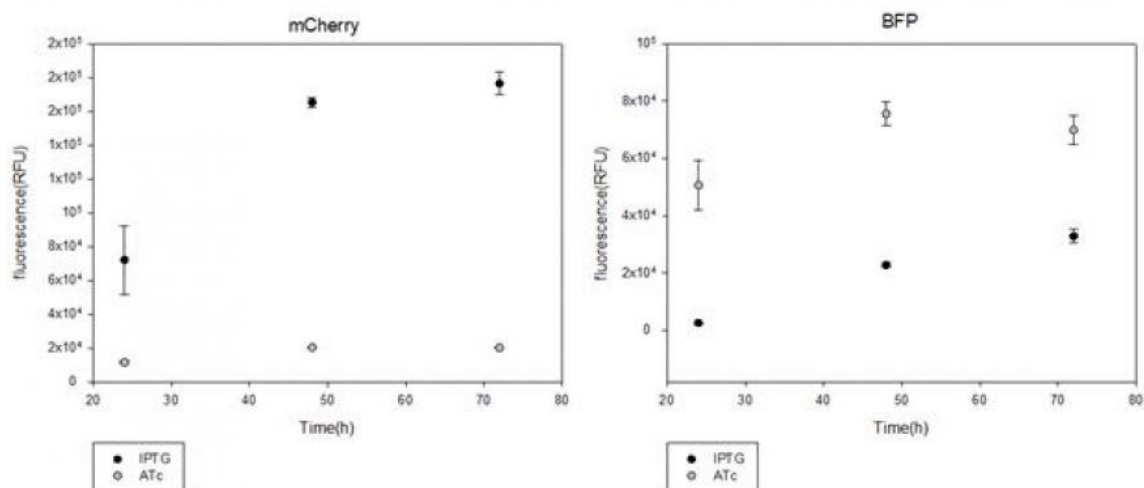 mCherry
2x10⁵
2x10⁵
2x10⁵
1x10⁵
1x10⁵
10⁵
8x10⁴
6x10⁴
4x10⁴
2x10⁴
0
fluorescence(RFU)
20 30 40 50 60 70 80
Time(h)
IPTG
ATc
BFP
10⁵
8x10⁴
6x10⁴
4x10⁴
2x10⁴
0
fluorescence(RFU)
20 30 40 50 60 70 80
Time(h)
IPTG
ATc